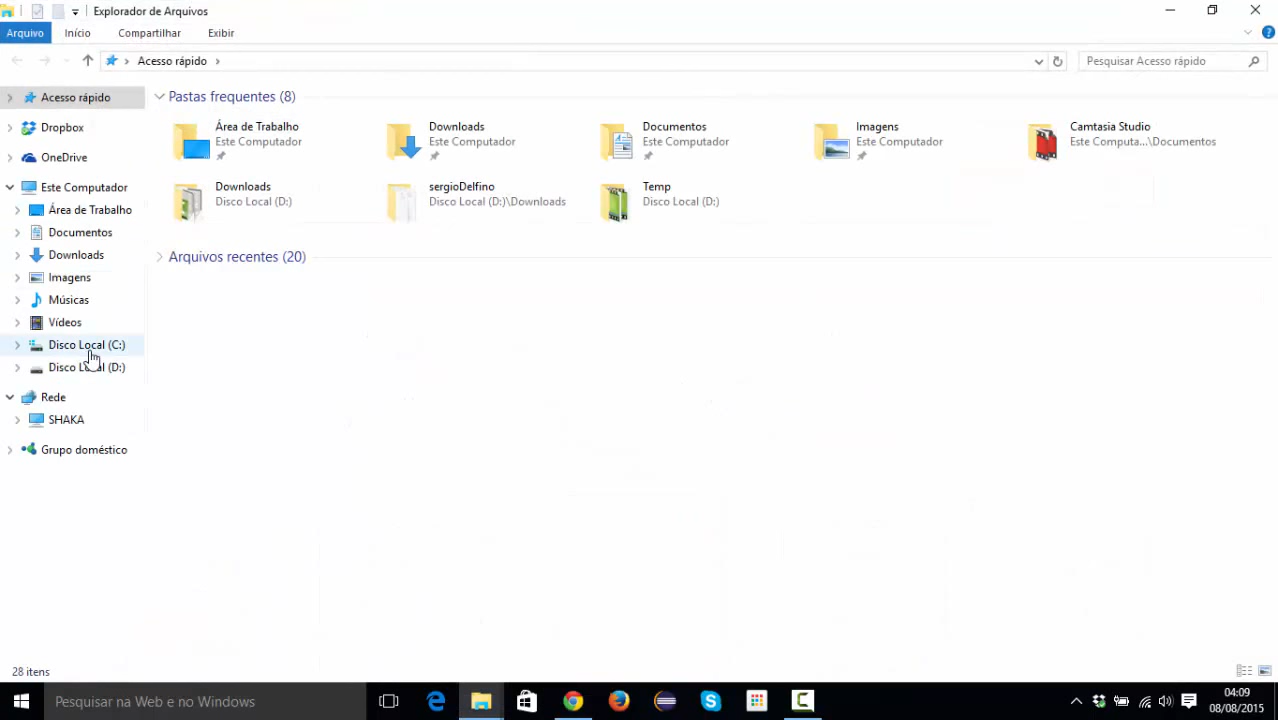 Explorador de Arquivos
Arquivo Início Compartilhar Exibir
Acesso rápido
Pesquisar Acesso rápido
Acesso rápido
Dropbox
OneDrive
Este Computador
Área de Trabalho
Documentos
Downloads
Imagens
Músicas
Vídeos
Disco Local (C:)
Disco Local (D:)
Rede
SHAKA
Grupo doméstico
Pastas frequentes (8)
Área de Trabalho
Este Computador
Downloads
Este Computador
Documentos
Este Computador
Imagens
Este Computador
Camtasia Studio
Este Computa...\Documentos
Downloads
Disco Local (D:)
sergioDelfino
Disco Local (D:)\Downloads
Temp
Disco Local (D:)
Arquivos recentes (20)
28 itens
Pesquisar na Web e no Windows
04:09
08/08/2015